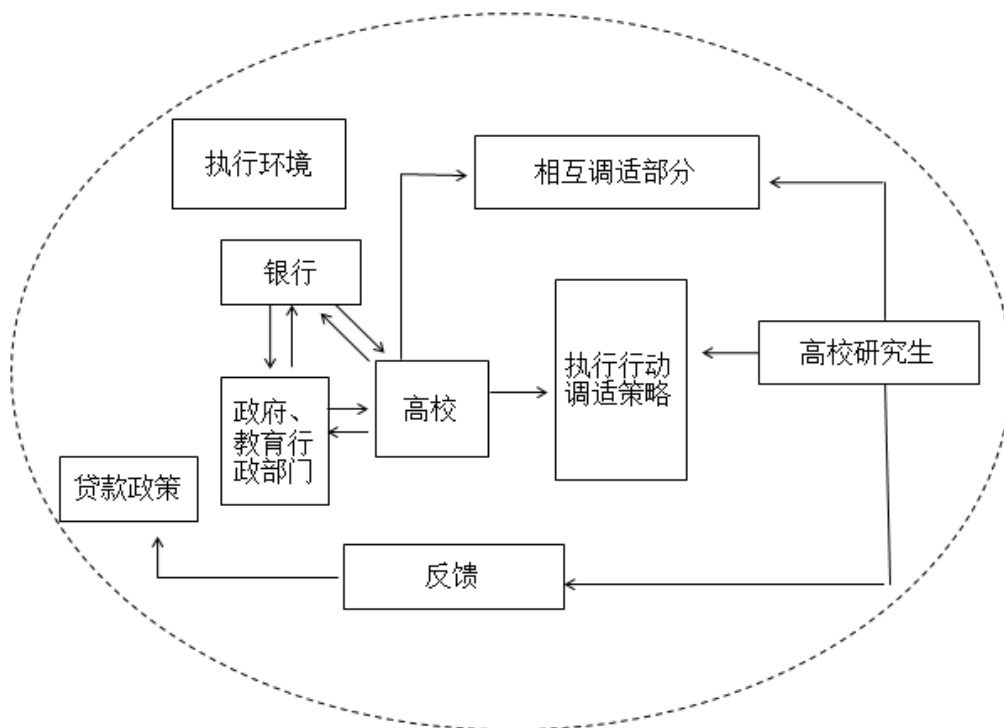 执行环境
相互调适部分
银行
执行行动
调适策略
高校研究生
高校
政府、
教育行
政部门
贷款政策
反馈